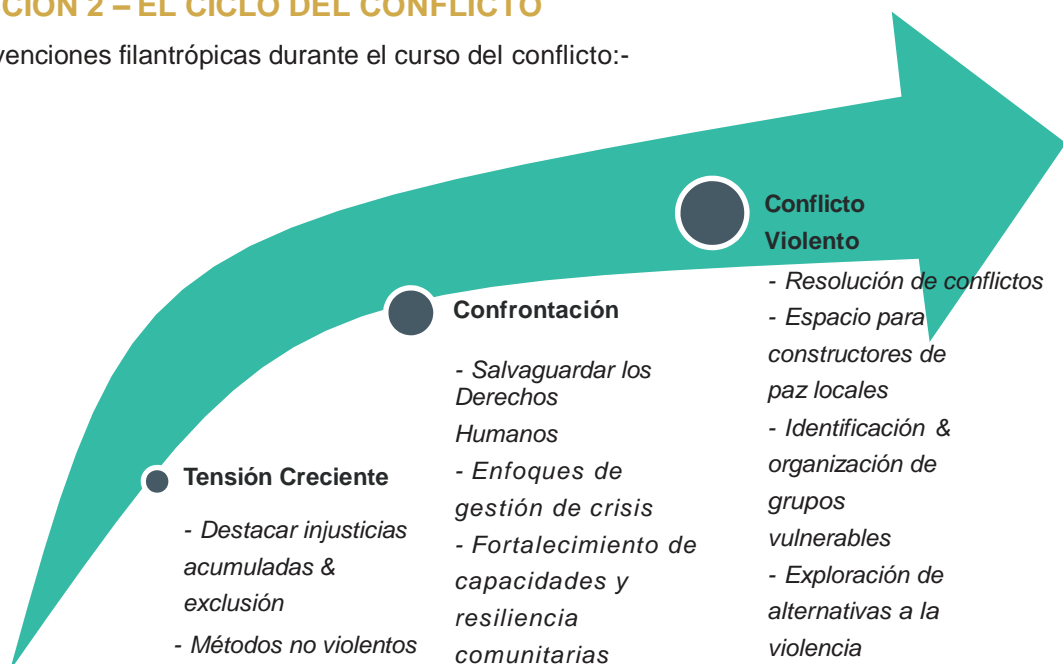 CIÓN 2 – EL CICLO DEL CONFLICTO
venciones filantrópicas durante el curso del conflicto:-
Tensión Creciente
- Destacar injusticias
acumuladas &
exclusión
- Métodos no violentos
Confrontación
- Salvaguardar los
Derechos
Humanos
- Enfoques de
gestión de crisis
- Fortalecimiento de
capacidades y
resiliencia
comunitarias
Conflicto
Violento
- Resolución de conflictos
- Espacio para
constructores de
paz locales
- Identificación &
organización de
grupos
vulnerables
- Exploración de
alternativas a la
violencia